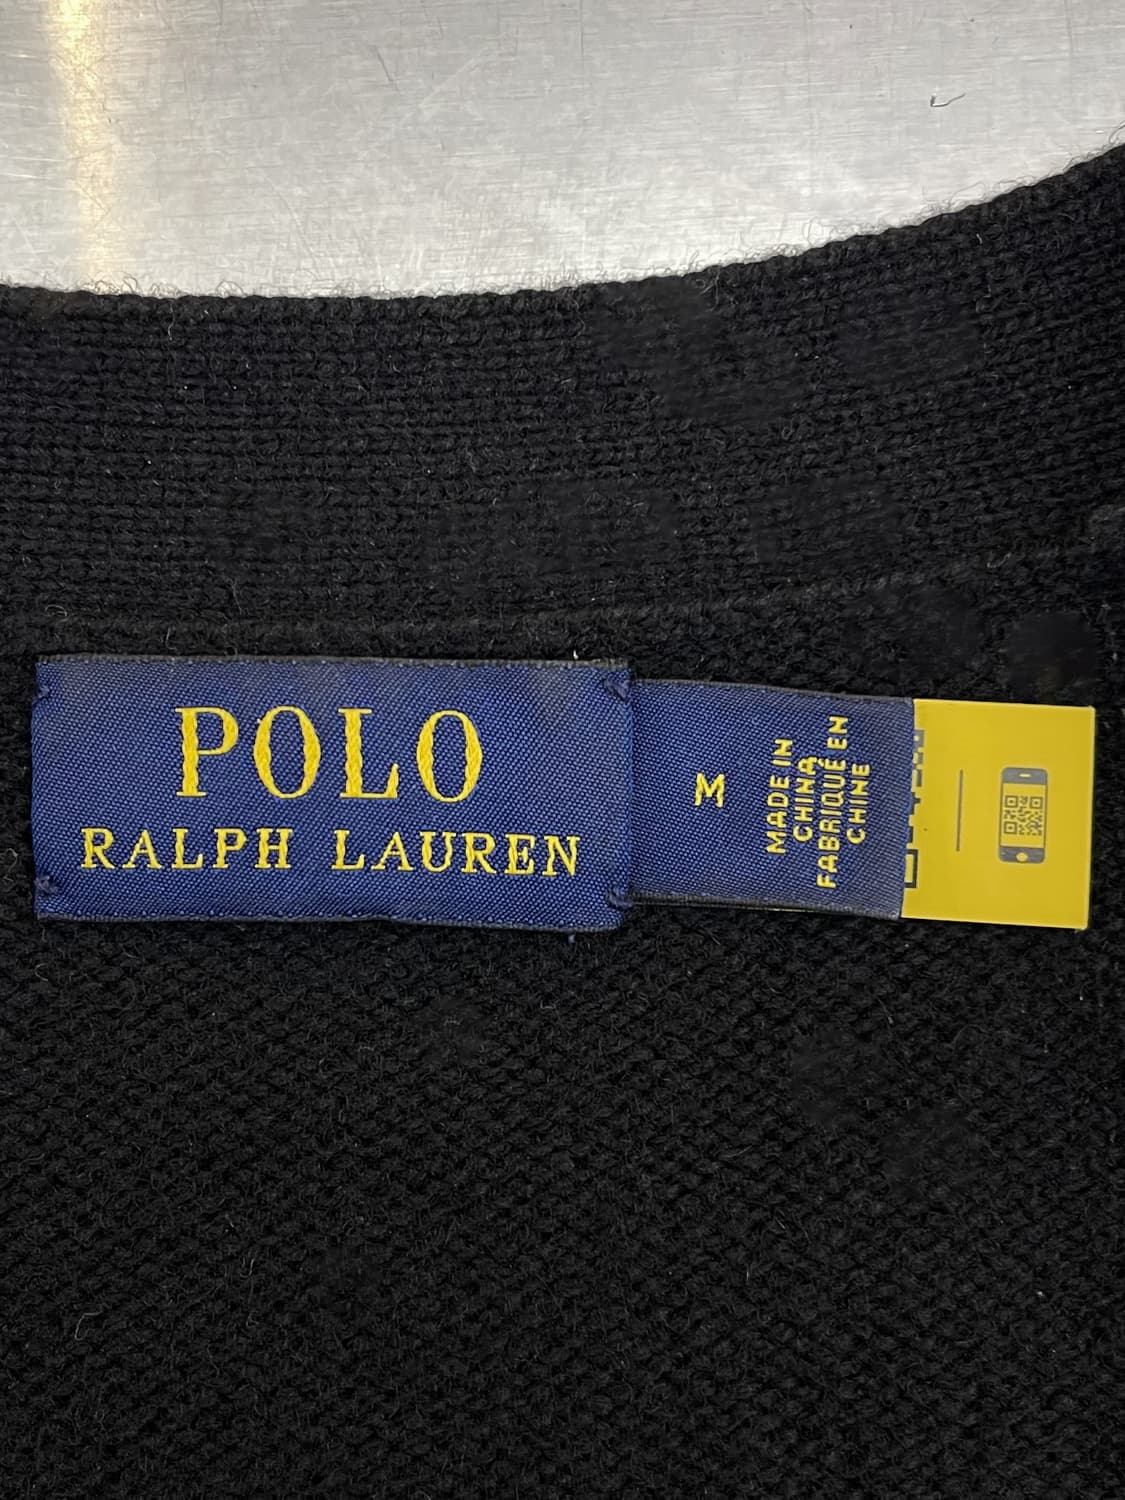 POLO
RALPH LAUREN
M
MADE IN
CHINA
FABRIQUÉ EN
CHINE